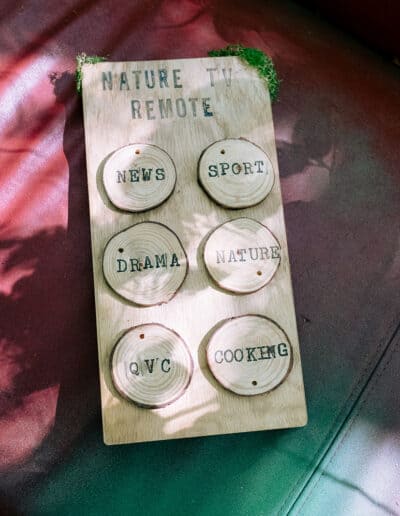 NATURE TV
REMOTE
NEWS
SPORT
DRAMA
NATURE
QVC
COOKING